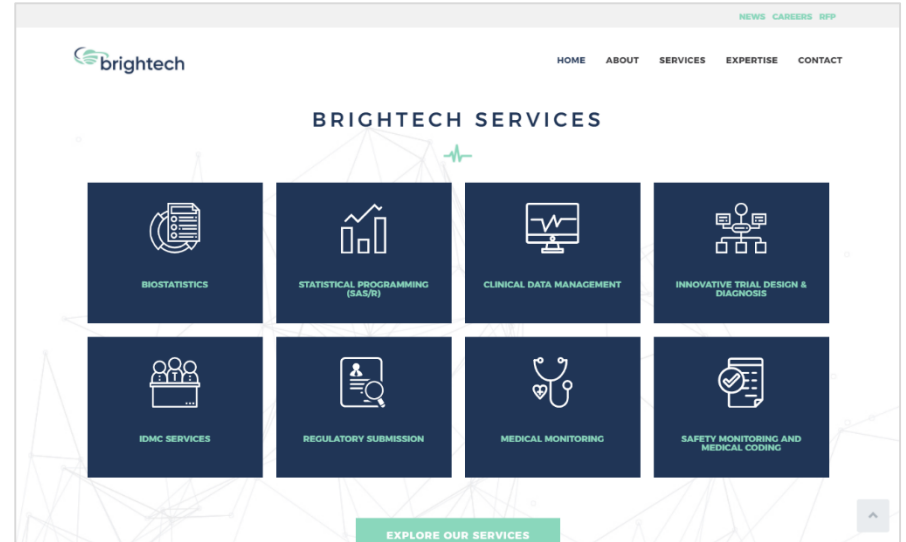 NEWS CAREERS RFP
brightech
HOME ABOUT SERVICES EXPERTISE CONTACT
BRIGHTECH SERVICES
BIOSTATISTICS
STATISTICAL PROGRAMMING
(SAS/R)
CLINICAL DATA MANAGEMENT
INNOVATIVE TRIAL DESIGN &
DIAGNOSIS
IDMC SERVICES
REGULATORY SUBMISSION
MEDICAL MONITORING
SAFETY MONITORING AND
MEDICAL CODING
EXPLORE OUR SERVICES